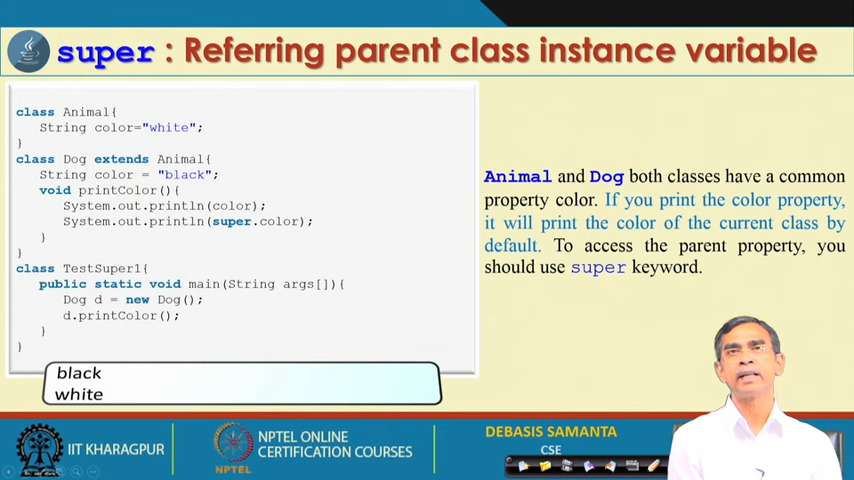 super : Referring parent class instance variable
class Animal{
String color="white";
}
class Dog extends Animal{
String color = "black";
void printColor(){
System.out.println(color);
System.out.println(super.color);
}
}
class TestSuper1{
public static void main(String args[]){
Dog d = new Dog();
d.printColor();
}
}
black
white
Animal and Dog both classes have a common
property color. If you print the color property,
it will print the color of the current class by
default. To access the parent property, you
should use super keyword.
IIT KHARAGPUR
NPTEL
NPTEL ONLINE
CERTIFICATION COURSES
DEBASIS SAMANTA
CSE